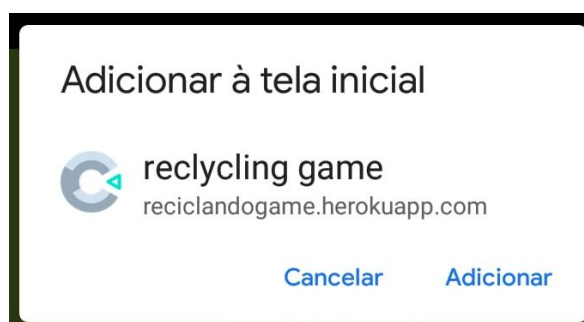 Adicionar à tela inicial
reclycling game
reciclandogame.herokuapp.com
Cancelar Adicionar